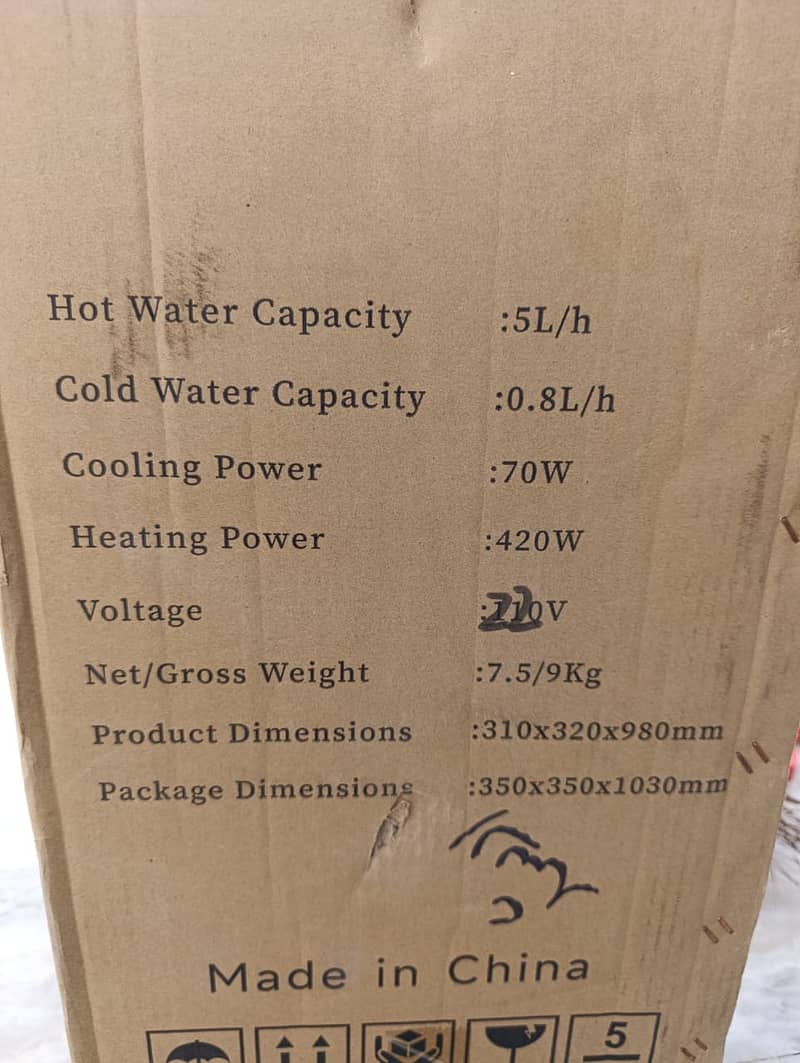 Hot Water Capacity :5L/h
Cold Water Capacity :0.8L/h
Cooling Power :70W
Heating Power :420W
Voltage :220V
Net/Gross Weight :7.5/9Kg
Product Dimensions :310x320x980mm
Package Dimensions :350x350x1030mm
Made in China
5